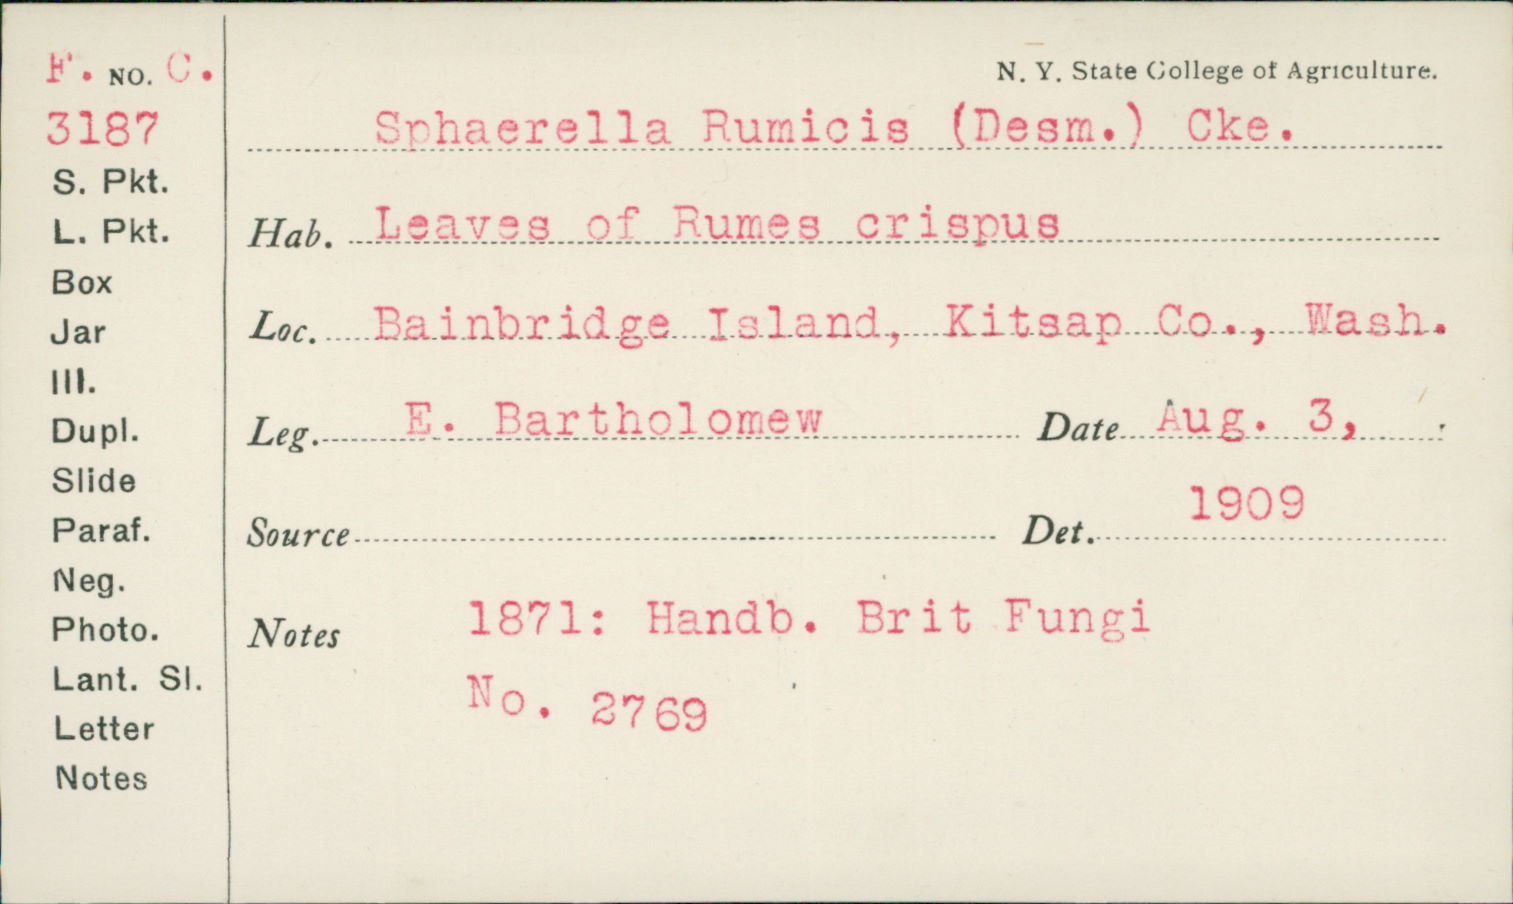 F. NO. C.
3187
S. Pkt.
L. Pkt.
Box
Jar
Ill.
Dupl.
Slide
Paraf.
Neg.
Photo.
Lant. Sl.
Letter
Notes
N. Y. State College of Agriculture.
Sphaerella Rumicis (Desm.) Cke.
Hab. Leaves of Rumes crispus
Loc. Bainbridge Island, Kitsap Co., Wash.
Leg. E. Bartholomew Date Aug. 3,
1909
Source Det.
Notes 1871: Handb. Brit Fungi
No. 2769